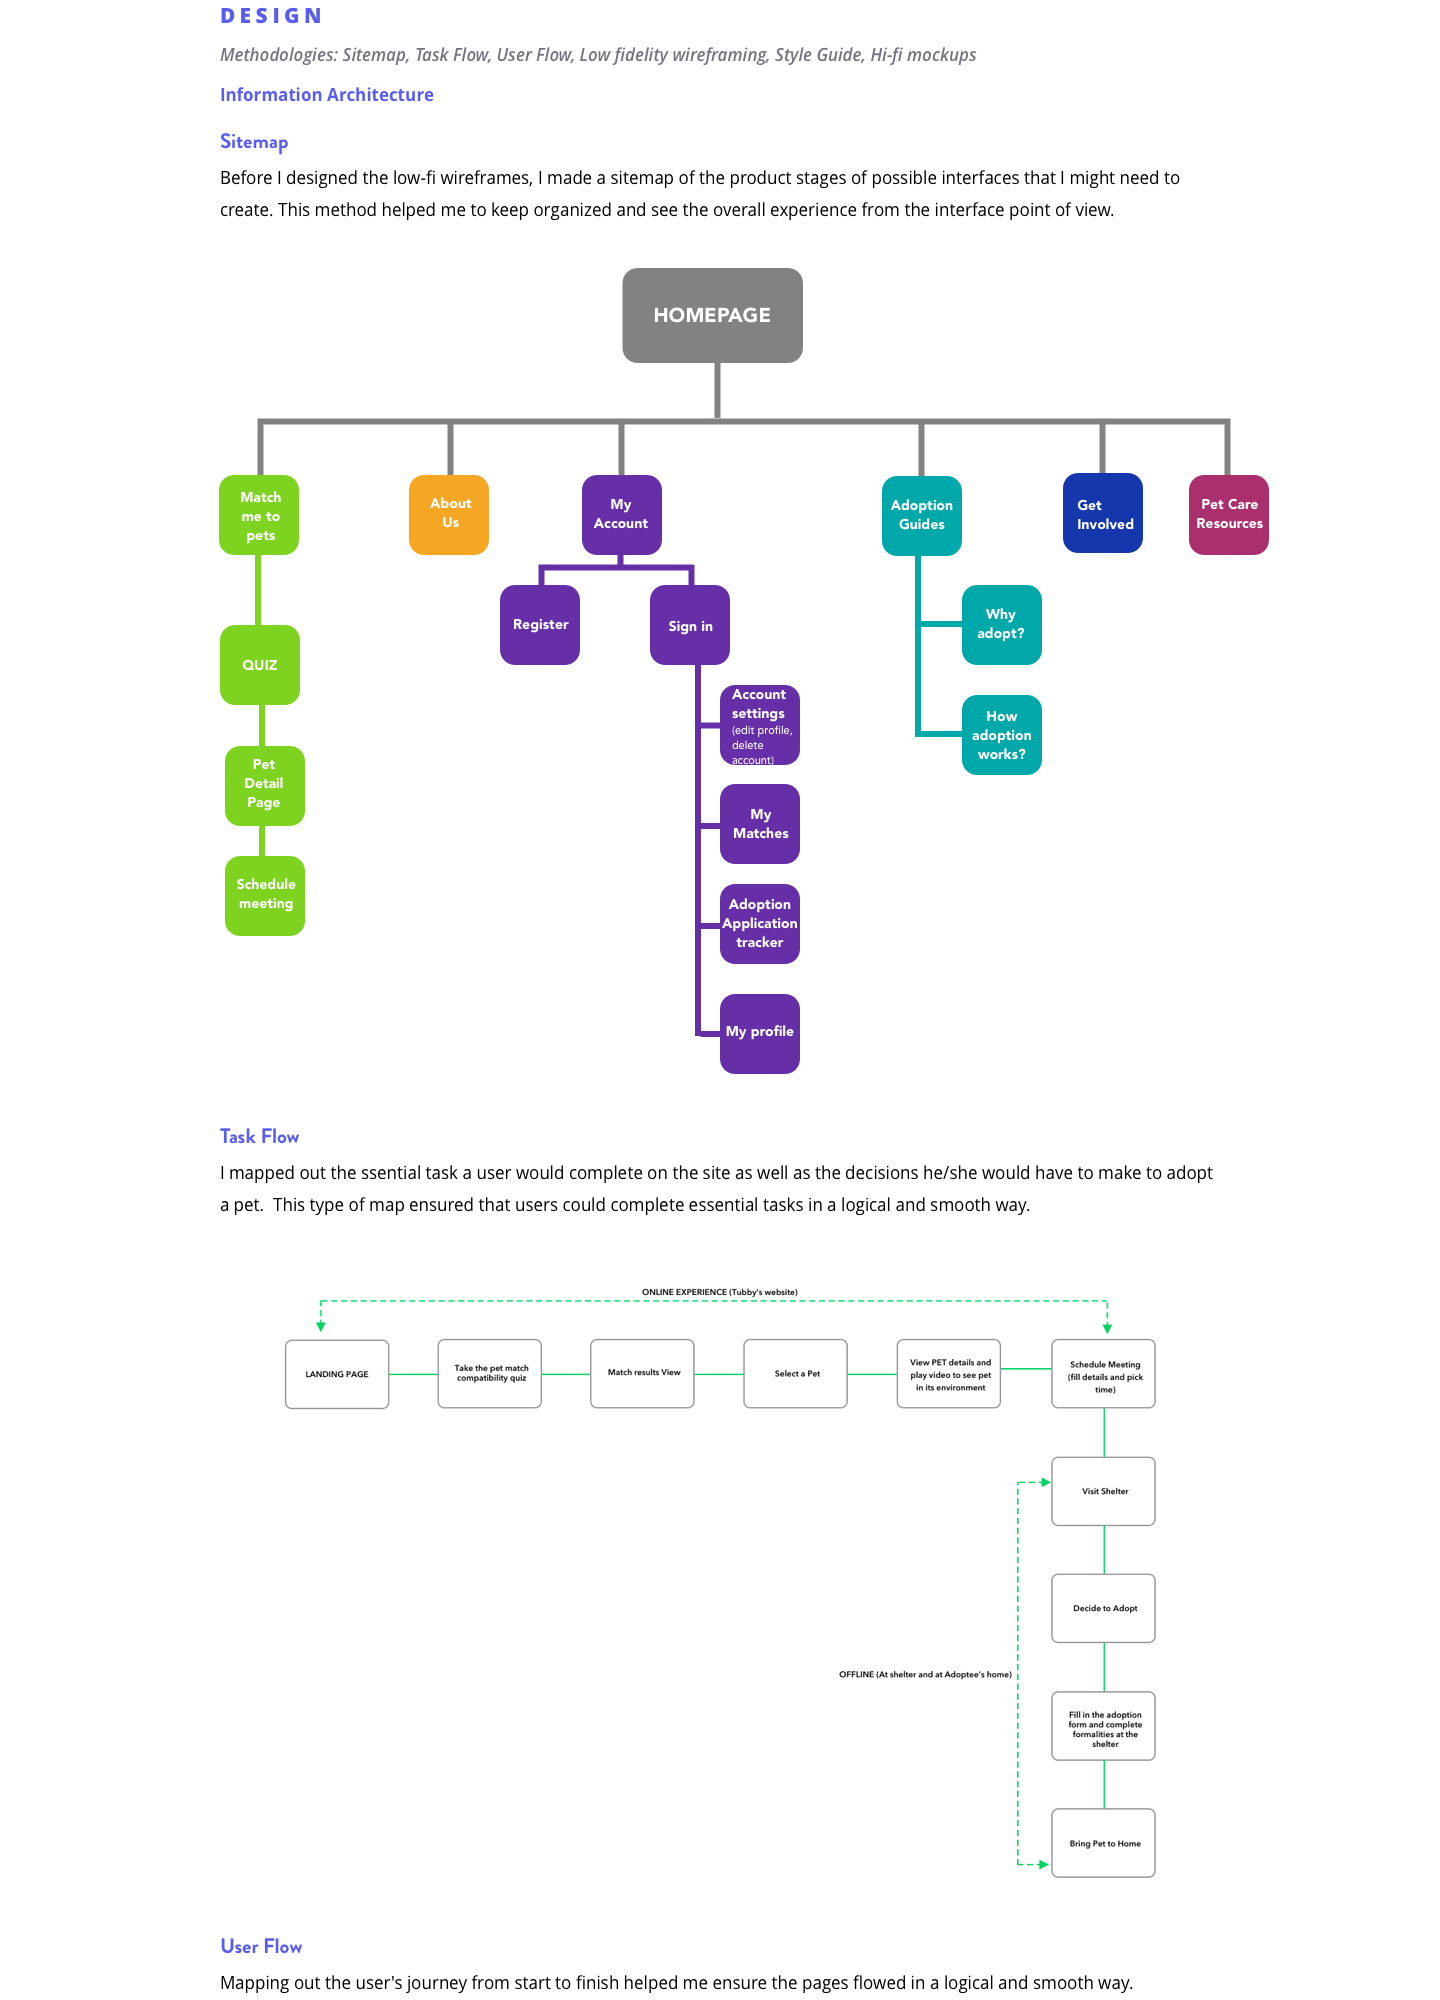 DESIGN
Methodologies: Sitemap, Task Flow, User Flow, Low fidelity wireframing, Style Guide, Hi-fi mockups
Information Architecture
Sitemap
Before I designed the low-fi wireframes, I made a sitemap of the product stages of possible interfaces that I might need to
create. This method helped me to keep organized and see the overall experience from the interface point of view.
HOMEPAGE
Match
me to
pets
About
Us
My
Account
Adoption
Guides
Get
Involved
Pet Care
Resources
Register
Sign in
Why
adopt?
QUIZ
Account
settings
(edit profile,
delete
account)
How
adoption
works?
Pet
Detail
Page
My
Matches
Schedule
meeting
Adoption
Application
tracker
My profile
Task Flow
I mapped out the ssential task a user would complete on the site as well as the decisions he/she would have to make to adopt
a pet.  This type of map ensured that users could complete essential tasks in a logical and smooth way.
ONLINE EXPERIENCE (Tubby's website)
LANDING PAGE
Take the pet match
compatibility quiz
Match results View
Select a Pet
View PET details and
play video to see pet
in its environment
Schedule Meeting
(fill details and pick
time)
Visit Shelter
Decide to Adopt
OFFLINE (At shelter and at Adoptee's home)
Fill in the adoption
form and complete
formalities at the
shelter
Bring Pet to Home
User Flow
Mapping out the user's journey from start to finish helped me ensure the pages flowed in a logical and smooth way.